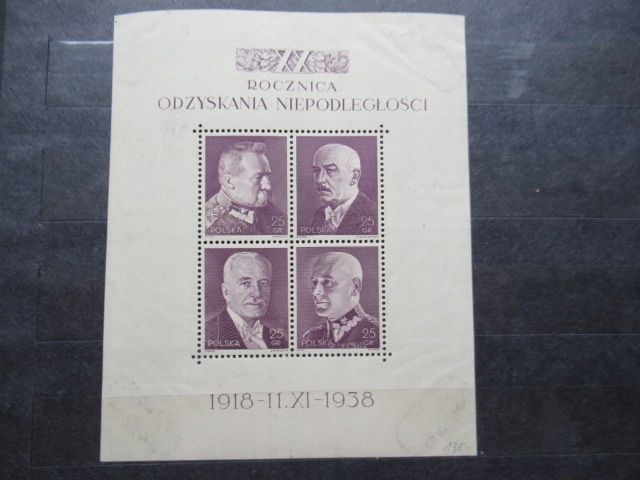 XX
ROCZNICA
ODZYSKANIA NIEPODLEGŁOŚCI
25
GR
POLSKA
25
GR
POLSKA
25
GR
POLSKA
25
GR
POLSKA
1918-11.XI-1938